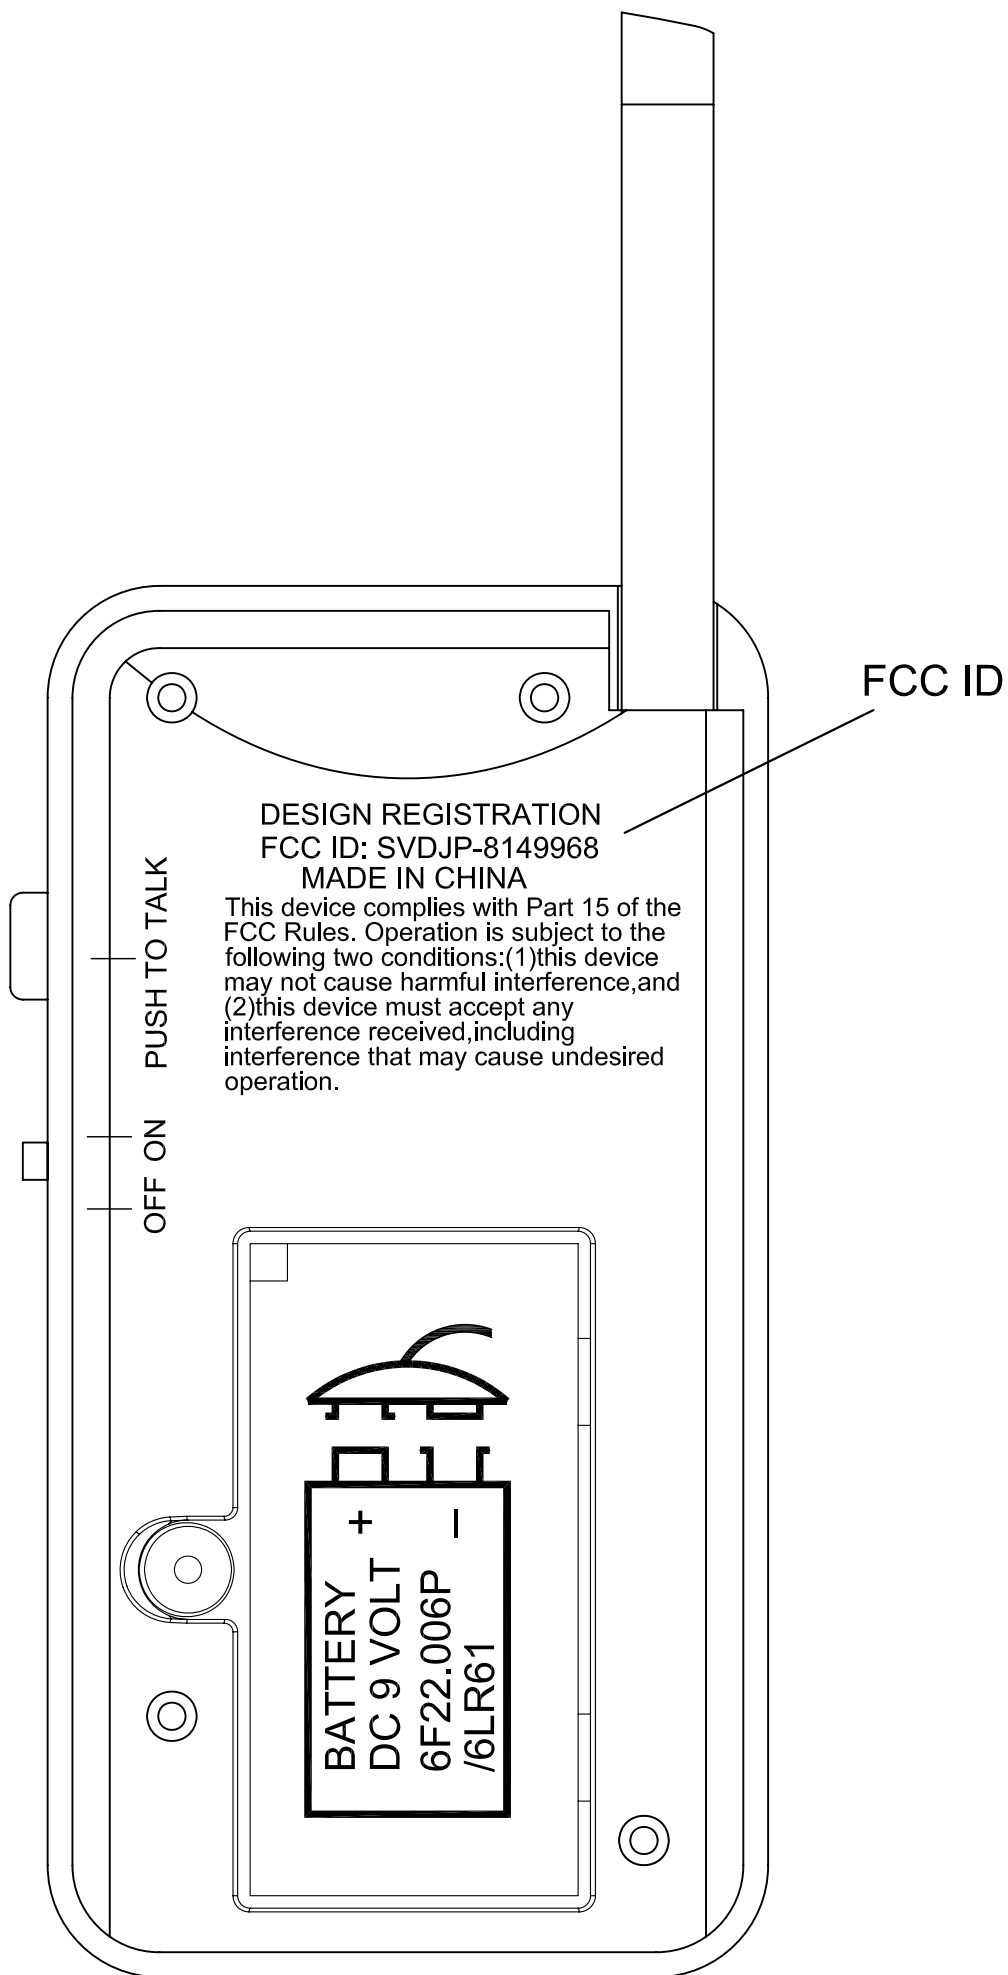 FCC ID
DESIGN REGISTRATION
FCC ID: SVDJP-8149968
MADE IN CHINA
This device complies with Part 15 of the
FCC Rules. Operation is subject to the
following two conditions:(1)this device
may not cause harmful interference,and
(2)this device must accept any
interference received,including
interference that may cause undesired
operation.
PUSH TO TALK
OFF ON
+ −
BATTERY
DC 9 VOLT
6F22.006P
/6LR61